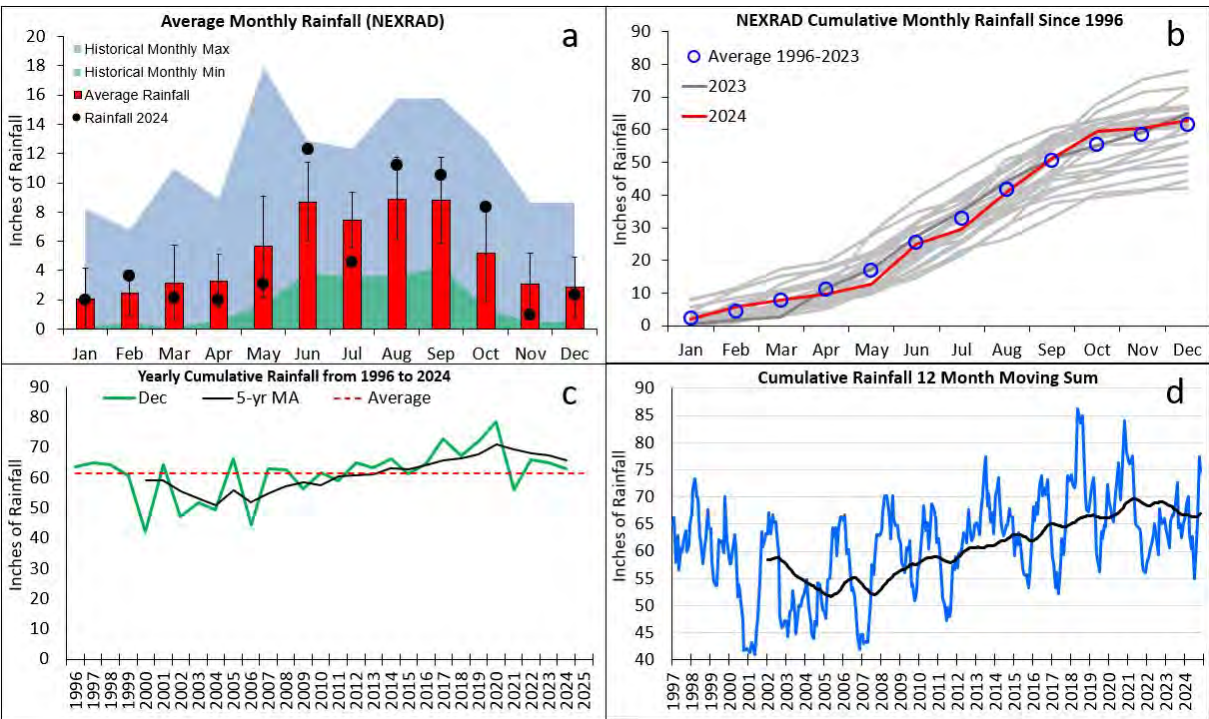 Average Monthly Rainfall (NEXRAD)
a
Inches of Rainfall
20
18
16
14
12
10
8
6
4
2
0
Historical Monthly Max
Historical Monthly Min
Average Rainfall
Rainfall 2024
Jan Feb Mar Apr May Jun Jul Aug Sep Oct Nov Dec
NEXRAD Cumulative Monthly Rainfall Since 1996
b
Inches of Rainfall
90
80
70
60
50
40
30
20
10
0
Average 1996-2023
2023
2024
Jan Feb Mar Apr May Jun Jul Aug Sep Oct Nov Dec
Yearly Cumulative Rainfall from 1996 to 2024
c
Dec 5-yr MA Average
Inches of Rainfall
90
80
70
60
50
40
30
20
10
0
1996 1997 1999 2000 2001 2002 2003 2004 2005 2006 2007 2008 2009 2010 2011 2012 2013 2014 2015 2016 2017 2018 2019 2020 2021 2022 2023 2024 2025
Cumulative Rainfall 12 Month Moving Sum
d
Inches of Rainfall
90
85
80
75
70
65
60
55
50
45
40
1997 1998 1999 2000 2001 2002 2003 2004 2005 2006 2007 2008 2009 2010 2011 2012 2013 2014 2015 2016 2017 2018 2019 2020 2021 2022 2023 2024